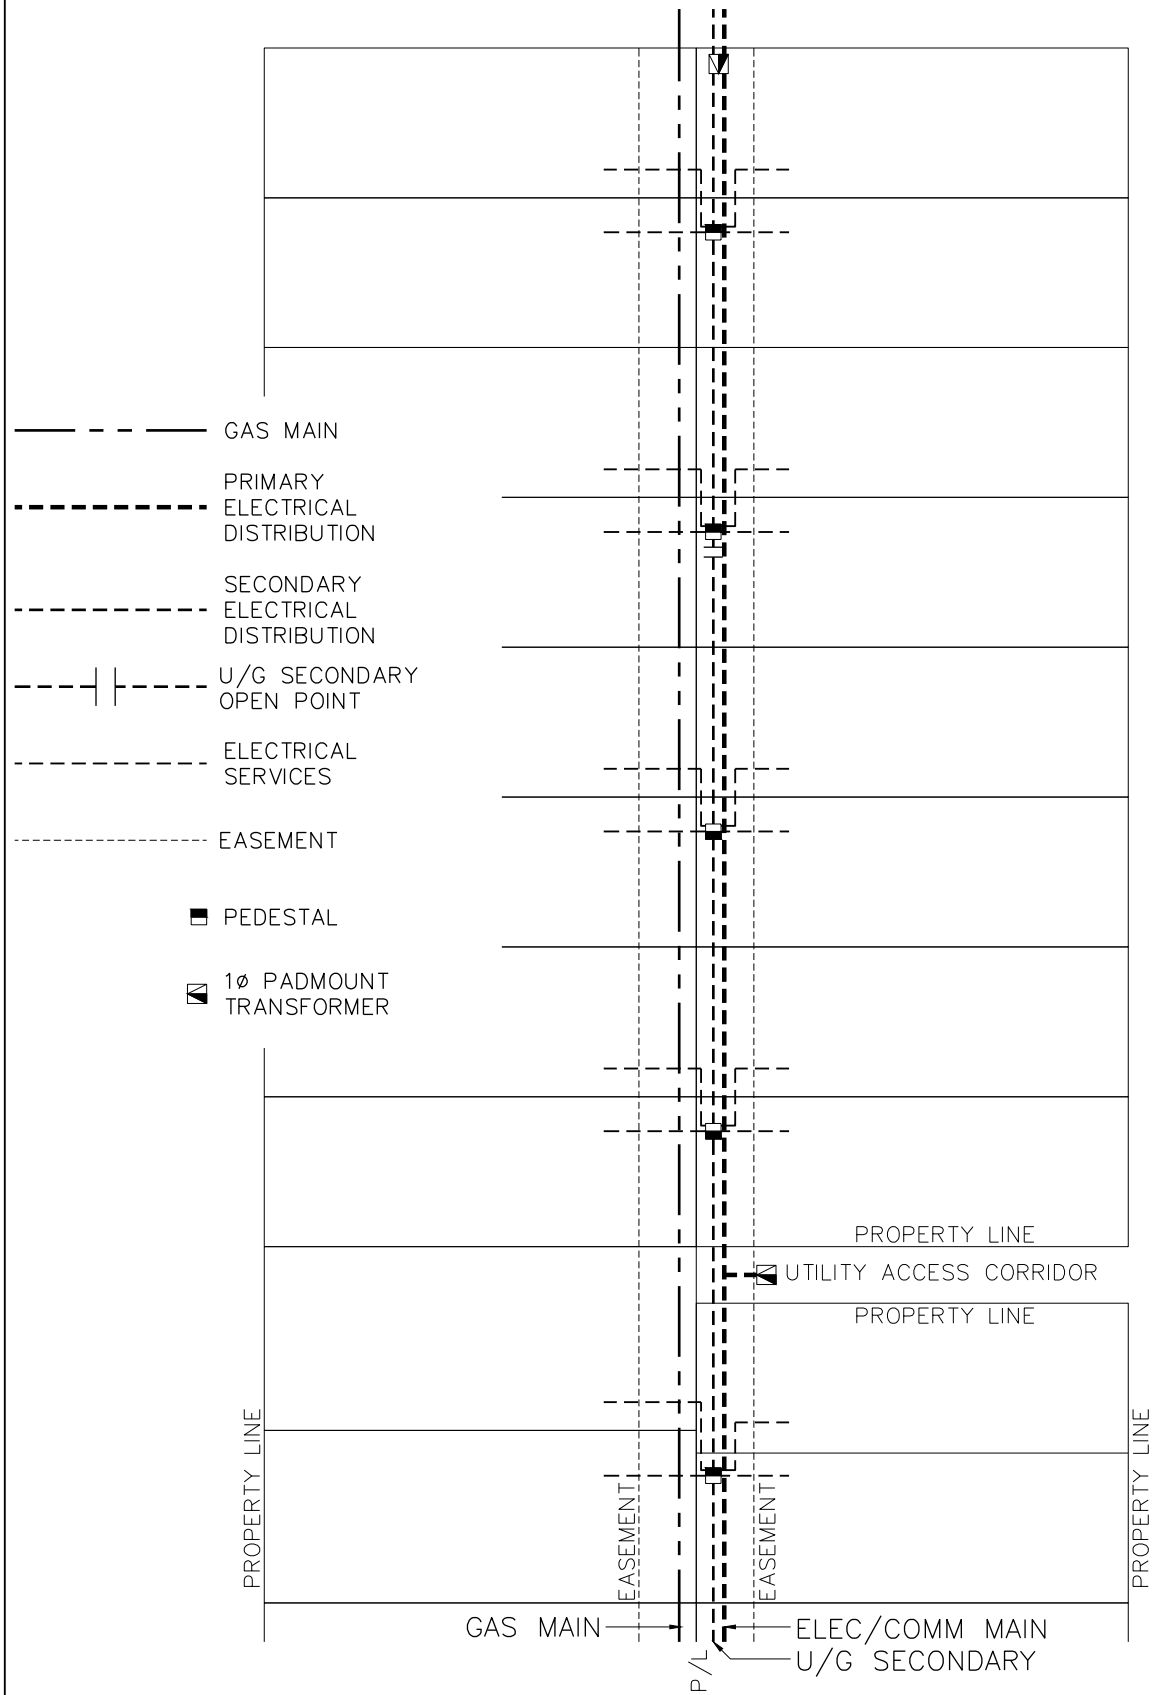 GAS MAIN
PRIMARY
ELECTRICAL
DISTRIBUTION
SECONDARY
ELECTRICAL
DISTRIBUTION
U/G SECONDARY
OPEN POINT
ELECTRICAL
SERVICES
EASEMENT
PEDESTAL
1ø PADMOUNT
TRANSFORMER
PROPERTY LINE
UTILITY ACCESS CORRIDOR
PROPERTY LINE
PROPERTY LINE
EASEMENT
EASEMENT
PROPERTY LINE
GAS MAIN
P/L
ELEC/COMM MAIN
U/G SECONDARY